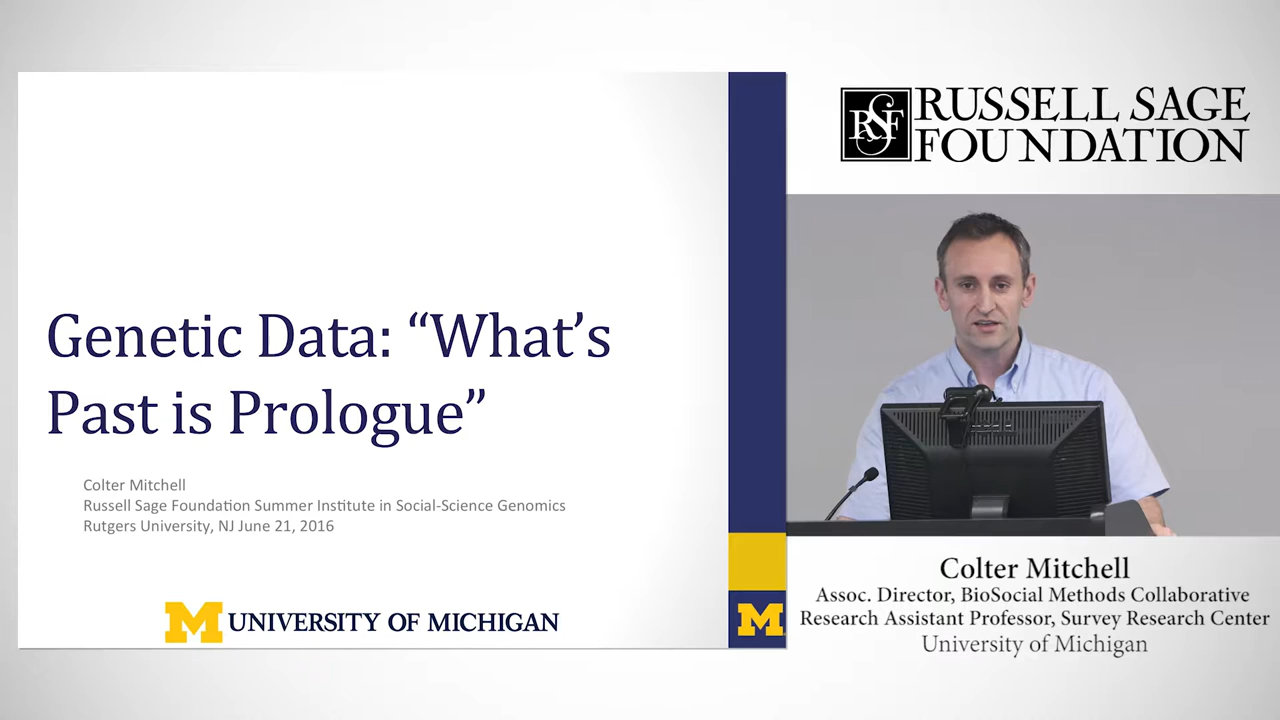 Genetic Data: “What’s
Past is Prologue”
Colter Mitchell
Russell Sage Foundation Summer Institute in Social-Science Genomics
Rutgers University, NJ June 21, 2016
M UNIVERSITY OF MICHIGAN
M
RSF
RUSSELL SAGE
FOUNDATION
Colter Mitchell
Assoc. Director, BioSocial Methods Collaborative
Research Assistant Professor, Survey Research Center
University of Michigan